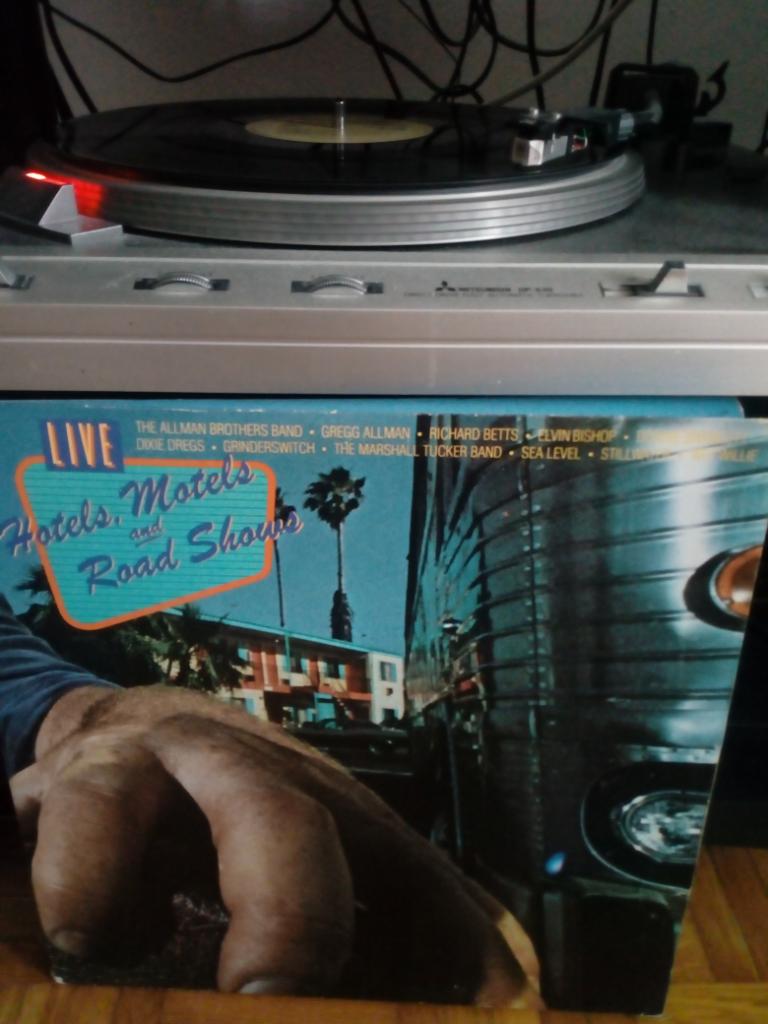 MITSUBISHI
LIVE
THE ALLMAN BROTHERS BAND • GREGG ALLMAN • RICHARD BETTS • ELVIN BISHOP •
DIXIE DREGS • GRINDERSWITCH • THE MARSHALL TUCKER BAND • SEA LEVEL •
Hotels, Motels
and
Road Shows